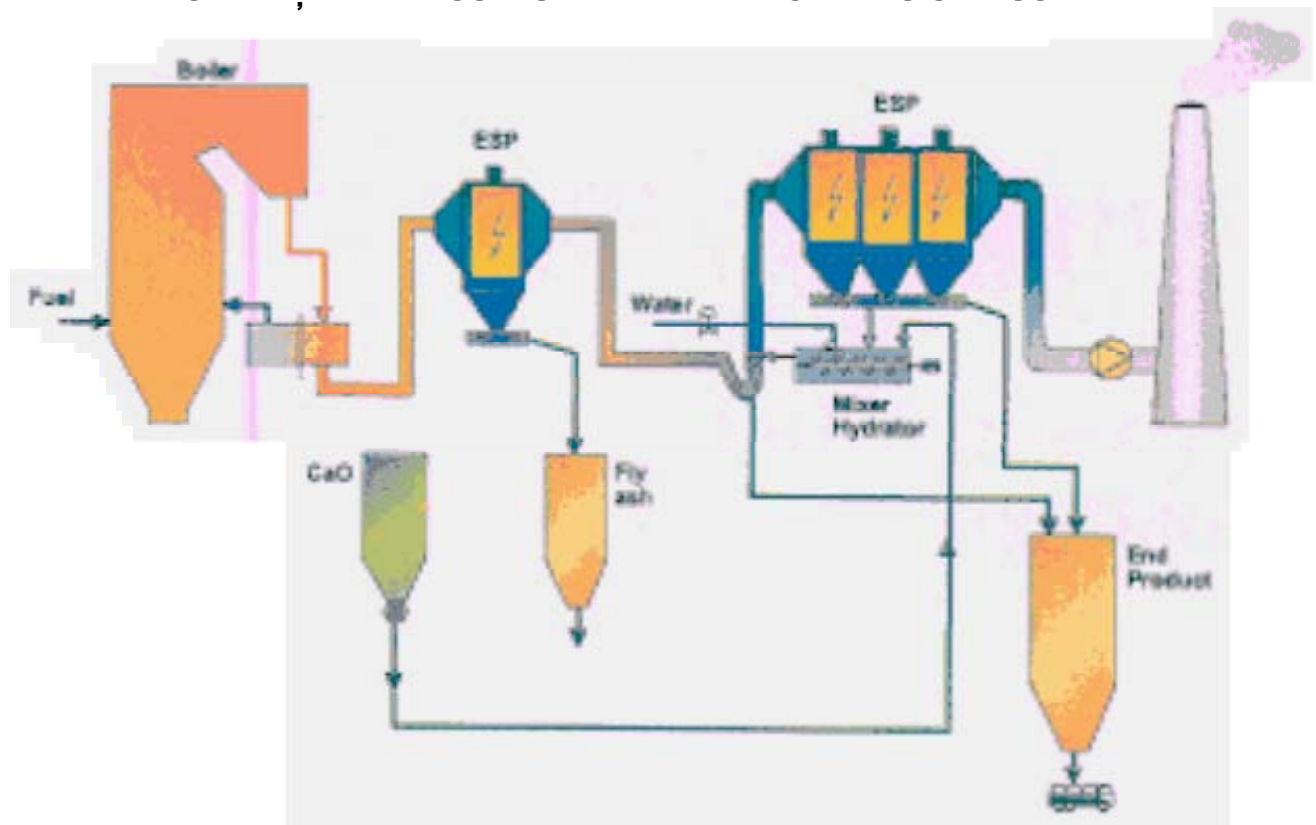 Boiler
ESP
ESP
Fuel
Water
Mixer
Hydrator
CaO
Fly
ash
End
Product